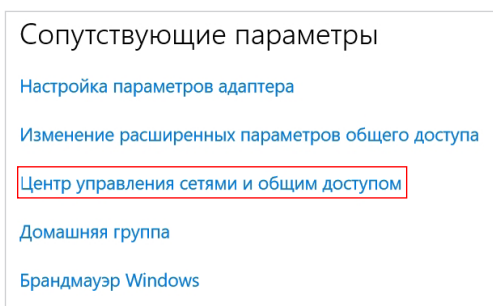 Сопутствующие параметры
Настройка параметров адаптера
Изменение расширенных параметров общего доступа
Центр управления сетями и общим доступом
Домашняя группа
Брандмауэр Windows